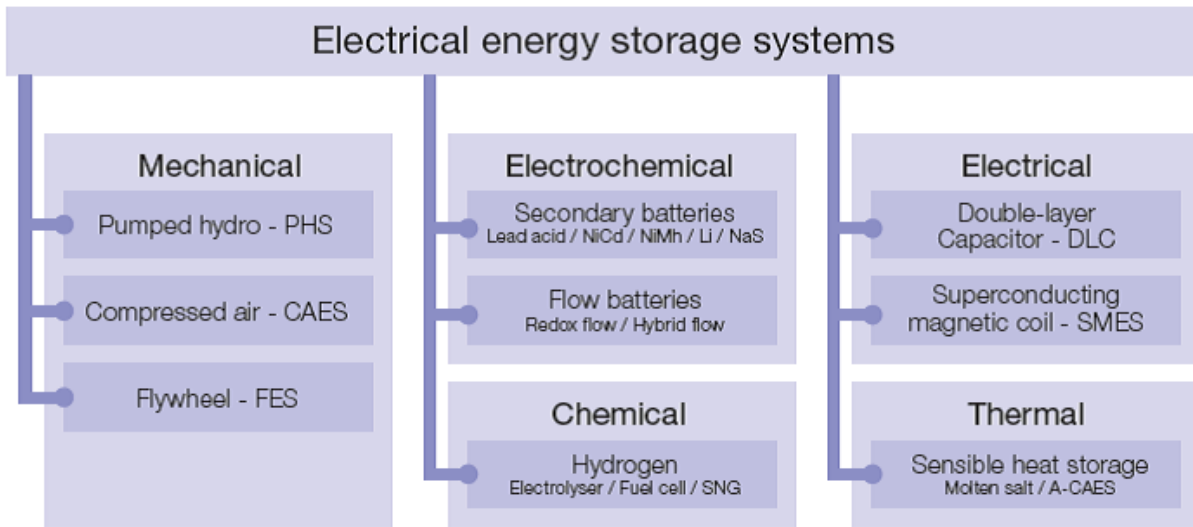 Electrical energy storage systems
Mechanical
Pumped hydro - PHS
Compressed air - CAES
Flywheel - FES
Electrochemical
Secondary batteries
Lead acid / NiCd / NiMh / Li / NaS
Flow batteries
Redox flow / Hybrid flow
Chemical
Hydrogen
Electrolyser / Fuel cell / SNG
Electrical
Double-layer
Capacitor - DLC
Superconducting
magnetic coil - SMES
Thermal
Sensible heat storage
Molten salt / A-CAES